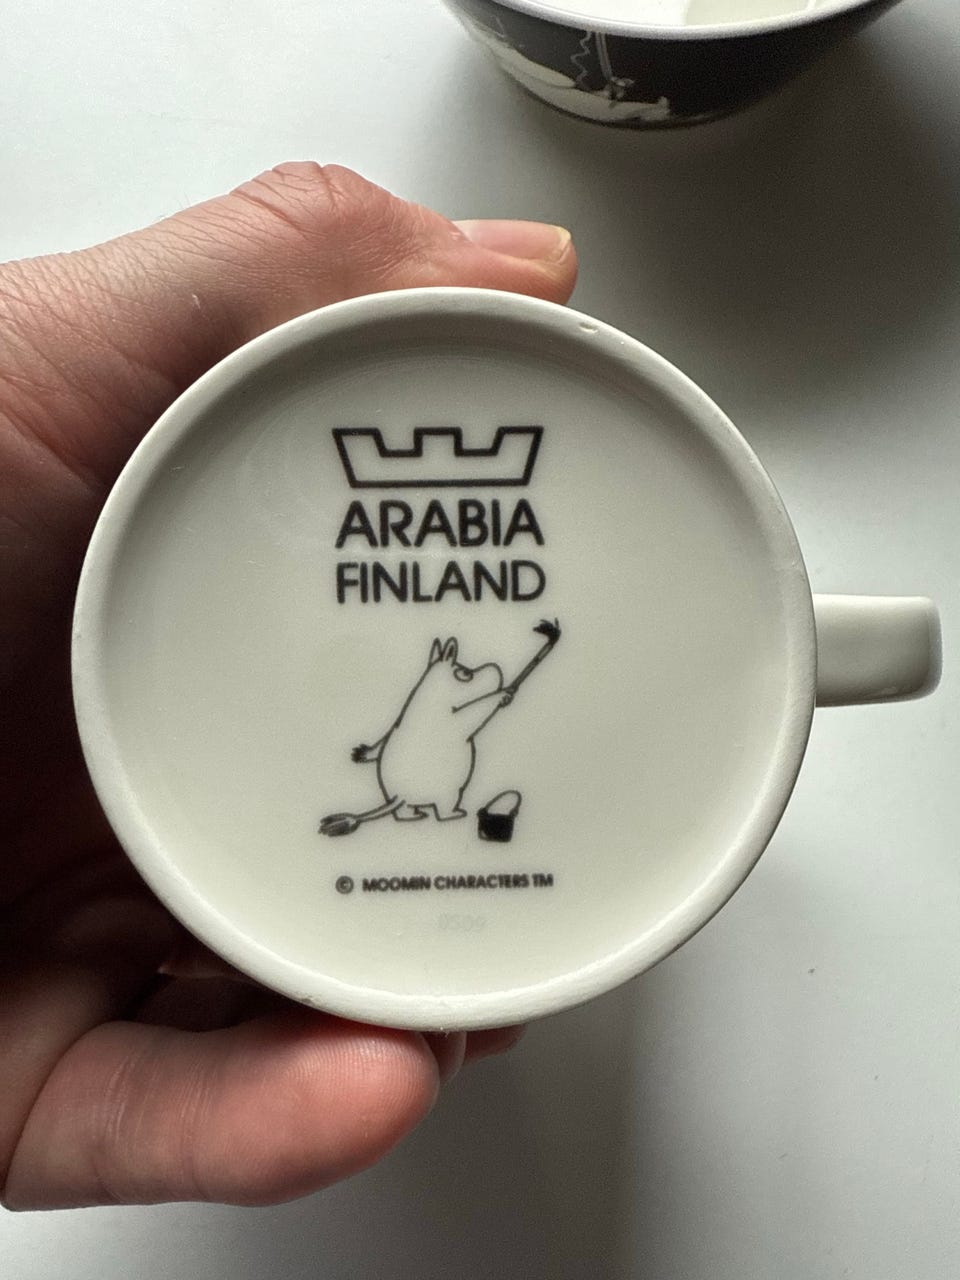 ARABIA
FINLAND
© MOOMIN CHARACTERS TM
0509